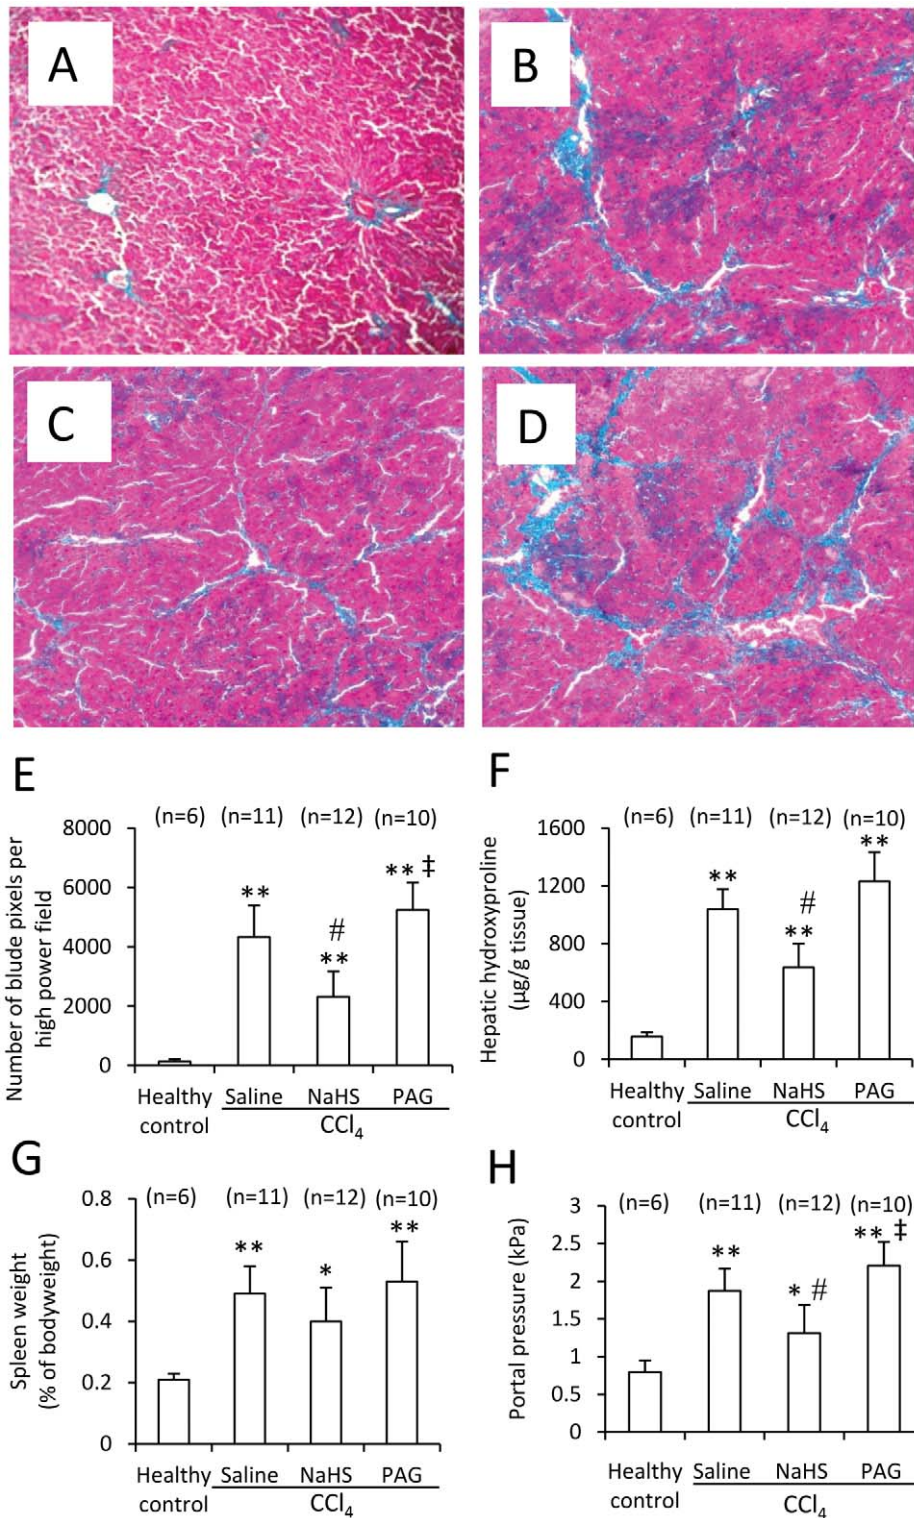 A
B
C
D
E
(n=6) (n=11) (n=12) (n=10)
8000
6000
4000
2000
0
Number of blude pixels per
high power field
** # ** ** ‡
Healthy
control
Saline NaHS PAG
CCl₄
F
(n=6) (n=11) (n=12) (n=10)
1600
1200
800
400
0
Hepatic hydroxyproline
(µg/g tissue)
** # ** **
Healthy
control
Saline NaHS PAG
CCl₄
G
(n=6) (n=11) (n=12) (n=10)
0.8
0.6
0.4
0.2
0
Spleen weight
(% of bodyweight)
** * **
Healthy
control
Saline NaHS PAG
CCl₄
H
(n=6) (n=11) (n=12) (n=10)
3
2.5
2
1.5
1
0.5
0
Portal pressure (kPa)
** * # ** ‡
Healthy
control
Saline NaHS PAG
CCl₄